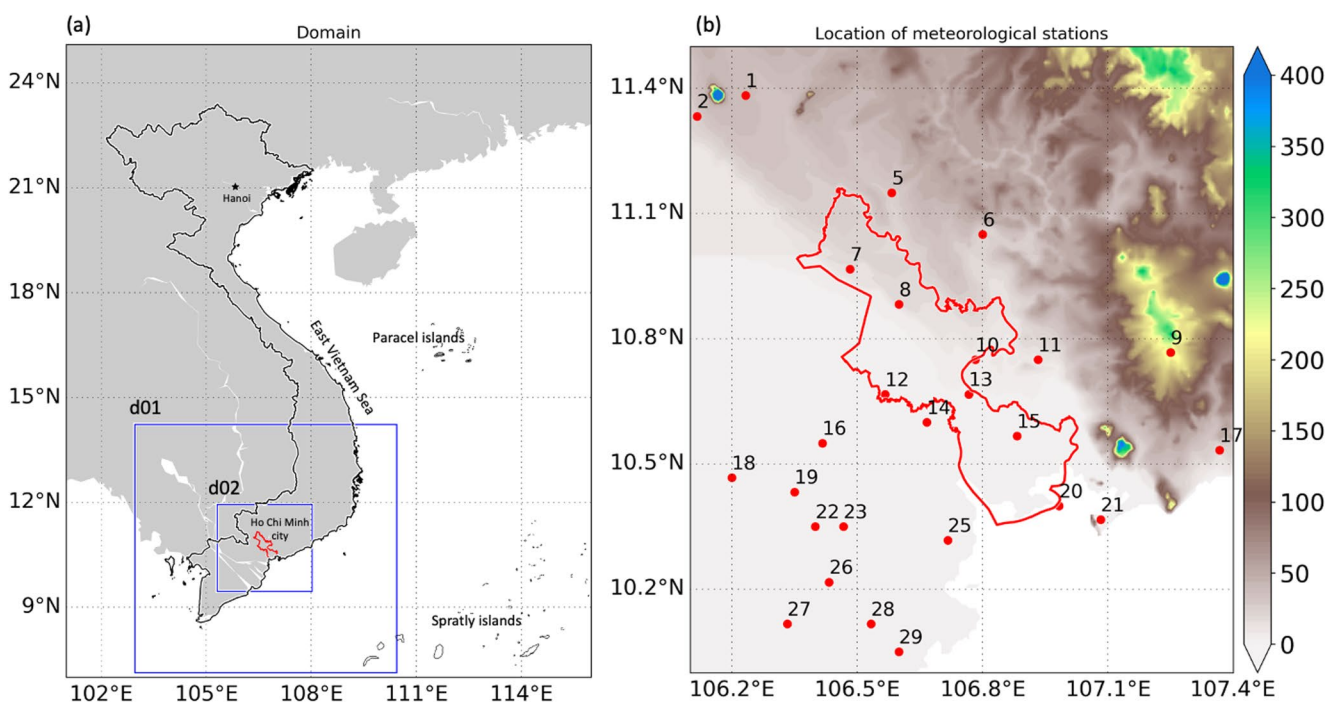 (a)
Domain
24°N
21°N
18°N
15°N
12°N
9°N
102°E
105°E
108°E
111°E
114°E
Hanoi
East Vietnam Sea
Paracel islands
d01
d02
Ho Chi Minh
city
Spratly islands
(b)
Location of meteorological stations
11.4°N
11.1°N
10.8°N
10.5°N
10.2°N
106.2°E
106.5°E
106.8°E
107.1°E
107.4°E
1
2
5
6
7
8
9
10
11
12
13
14
15
16
17
18
19
20
21
22
23
25
26
27
28
29
400
350
300
250
200
150
100
50
0